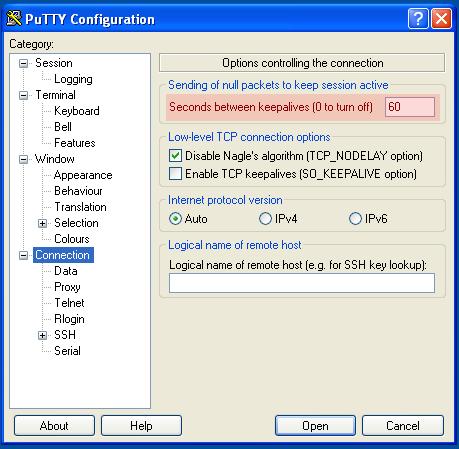 PuTTY Configuration
Category:
Session
Logging
Terminal
Keyboard
Bell
Features
Window
Appearance
Behaviour
Translation
Selection
Colours
Connection
Data
Proxy
Telnet
Rlogin
SSH
Serial
Options controlling the connection
Sending of null packets to keep session active
Seconds between keepalives (0 to turn off) 60
Low-level TCP connection options
Disable Nagle's algorithm (TCP_NODELAY option)
Enable TCP keepalives (SO_KEEPALIVE option)
Internet protocol version
Auto IPv4 IPv6
Logical name of remote host
Logical name of remote host (e.g. for SSH key lookup):
About Help Open Cancel